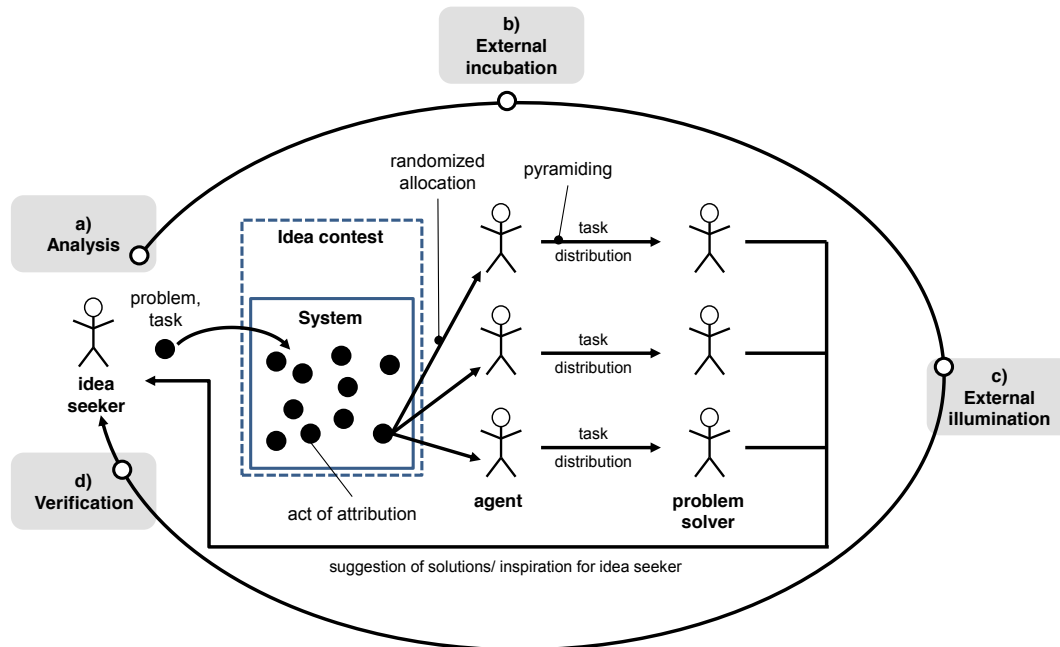 b)
External
incubation
randomized
allocation
pyramiding
a)
Analysis
Idea contest
task
distribution
problem,
task
System
task
distribution
idea
seeker
c)
External
illumination
task
distribution
d)
Verification
agent
problem
solver
act of attribution
suggestion of solutions/ inspiration for idea seeker